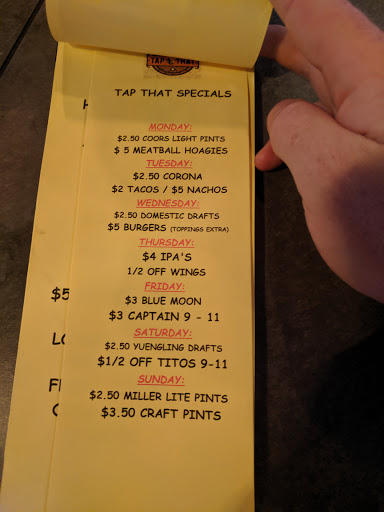 TAP & THAT
TAP THAT SPECIALS
MONDAY:
$2.50 COORS LIGHT PINTS
$ 5 MEATBALL HOAGIES
TUESDAY:
$2.50 CORONA
$2 TACOS / $5 NACHOS
WEDNESDAY:
$2.50 DOMESTIC DRAFTS
$5 BURGERS (TOPPINGS EXTRA)
THURSDAY:
$4 IPA'S
1/2 OFF WINGS
FRIDAY:
$3 BLUE MOON
$3 CAPTAIN 9 - 11
SATURDAY:
$2.50 YUENGLING DRAFTS
$1/2 OFF TITOS 9-11
SUNDAY:
$2.50 MILLER LITE PINTS
$3.50 CRAFT PINTS
$5